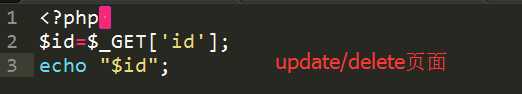 1 <?php
2 $id=$_GET['id'];
3 echo "$id";
update/delete页面